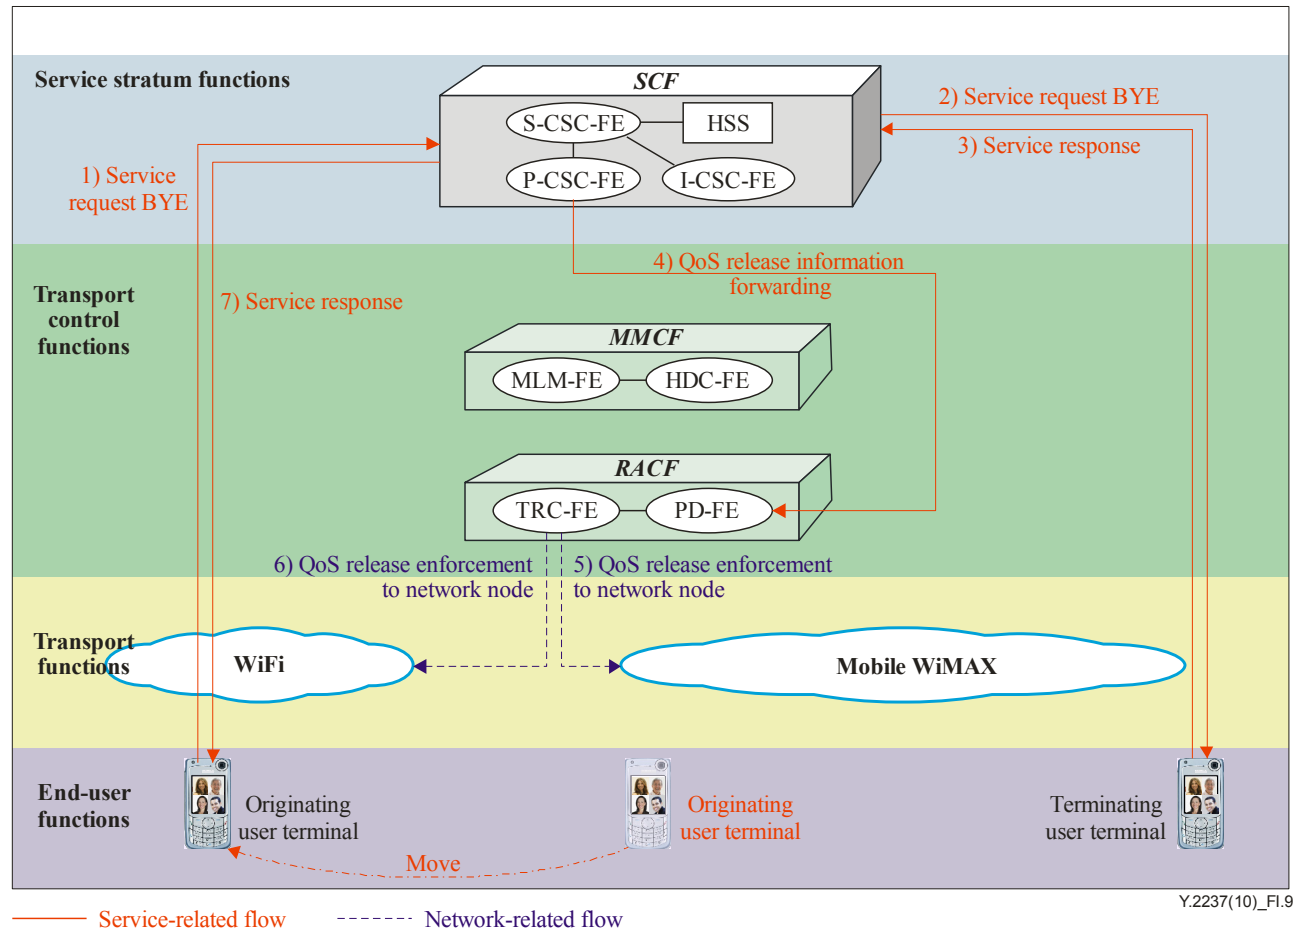 Service stratum functions
SCF
S-CSC-FE
HSS
P-CSC-FE
I-CSC-FE
1) Service
request BYE
2) Service request BYE
3) Service response
4) QoS release information
forwarding
Transport
control
functions
7) Service response
MMCF
MLM-FE
HDC-FE
RACF
TRC-FE
PD-FE
6) QoS release enforcement
to network node
5) QoS release enforcement
to network node
Transport
functions
WiFi
Mobile WiMAX
End-user
functions
Originating
user terminal
Originating
user terminal
Terminating
user terminal
Move
Y.2237(10)_FI.9
Service-related flow
Network-related flow